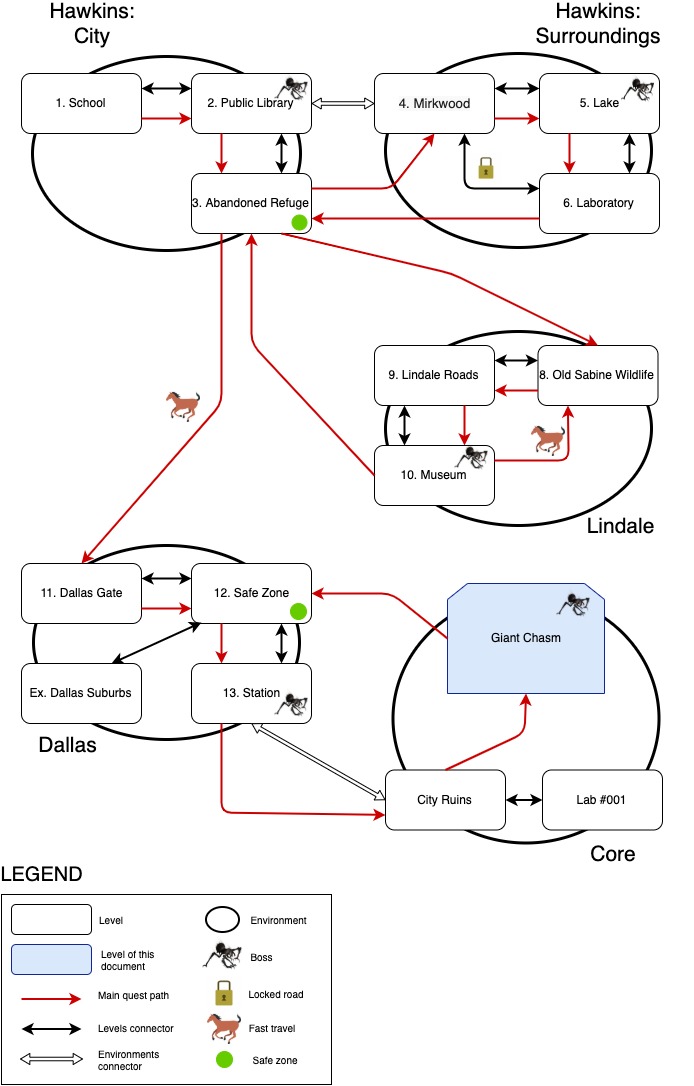 Hawkins:
City
Hawkins:
Surroundings
1. School
2. Public Library
4. Mirkwood
5. Lake
3. Abandoned Refuge
6. Laboratory
9. Lindale Roads
8. Old Sabine Wildlife
10. Museum
Lindale
11. Dallas Gate
12. Safe Zone
Giant Chasm
Ex. Dallas Suburbs
13. Station
Dallas
City Ruins
Lab #001
Core
LEGEND
Level
Environment
Level of this
document
Boss
Main quest path
Locked road
Levels connector
Fast travel
Environments
connector
Safe zone